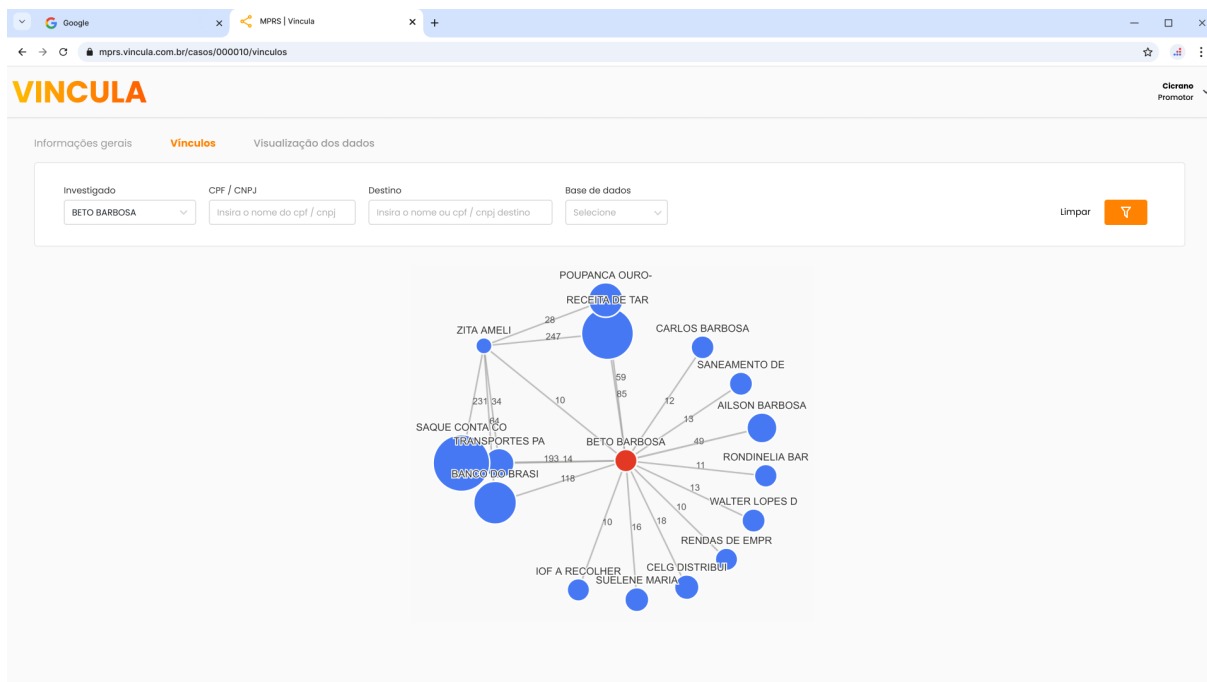 Google
MPRS | Vincula
mprs.vincula.com.br/casos/000010/vinculos
VINCULA
Cicrano
Promotor
Informações gerais
Vínculos
Visualização dos dados
Investigado
CPF / CNPJ
Destino
Base de dados
BETO BARBOSA
Insira o nome do cpf / cnpj
Insira o nome ou cpf / cnpj destino
Selecione
Limpar
POUPANCA OURO-
RECEITA DE TAR
28
ZITA AMELI
247
CARLOS BARBOSA
SANEAMENTO DE
59
85
231
34
10
12
AILSON BARBOSA
64
13
SAQUE CONTA CO
TRANSPORTES PA
BETO BARBOSA
49
RONDINELIA BAR
193
14
11
BANCO DO BRASI
118
13
WALTER LOPES D
10
10
16
18
RENDAS DE EMPR
IOF A RECOLHER
CELG DISTRIBUI
SUELENE MARIA